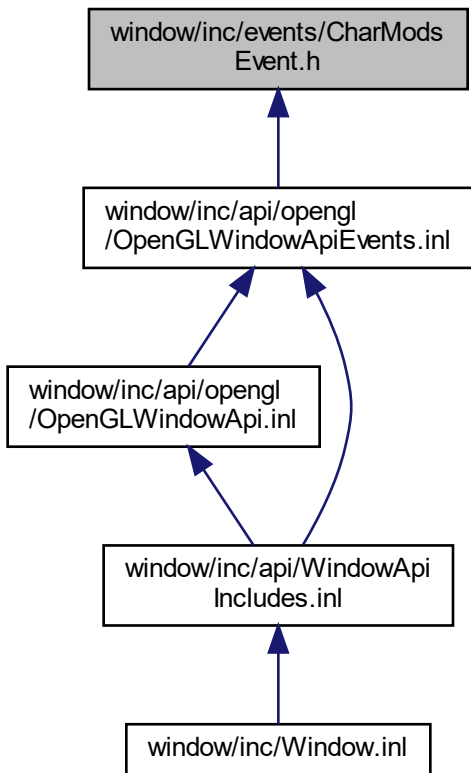 window/inc/events/CharMods
Event.h
window/inc/api/opengl
/OpenGLWindowApiEvents.inl
window/inc/api/opengl
/OpenGLWindowApi.inl
window/inc/api/WindowApi
Includes.inl
window/inc/Window.inl